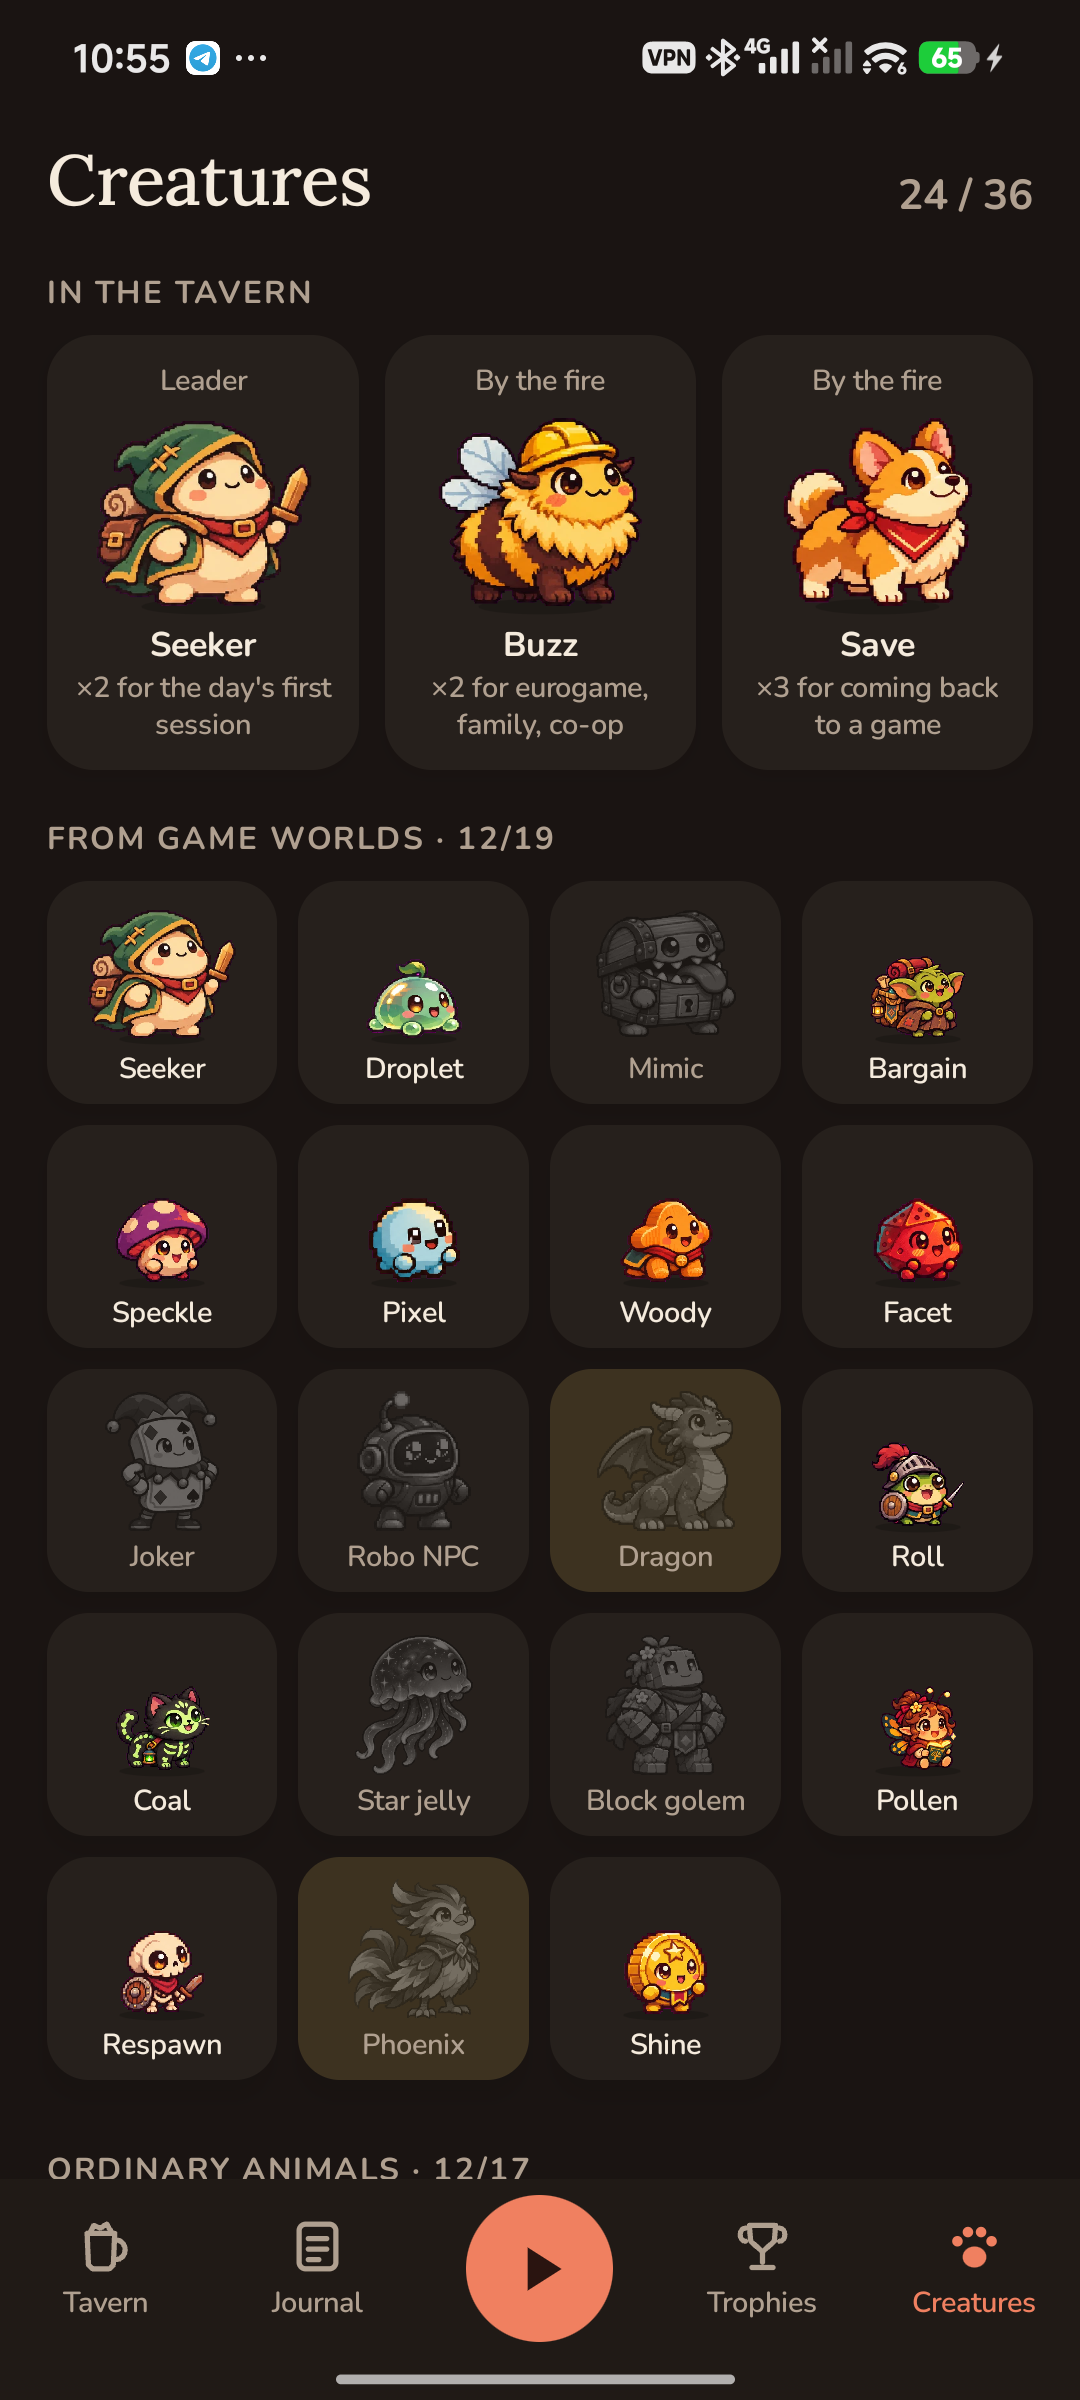 10:55 ...
VPN 4G 6 65
Creatures
24 / 36
IN THE TAVERN
Leader
Seeker
×2 for the day's first
session
By the fire
Buzz
×2 for eurogame,
family, co-op
By the fire
Save
×3 for coming back
to a game
FROM GAME WORLDS · 12/19
Seeker
Droplet
Mimic
Bargain
Speckle
Pixel
Woody
Facet
Joker
Robo NPC
Dragon
Roll
Coal
Star jelly
Block golem
Pollen
Respawn
Phoenix
Shine
ORDINARY ANIMALS · 12/17
Tavern
Journal
Trophies
Creatures